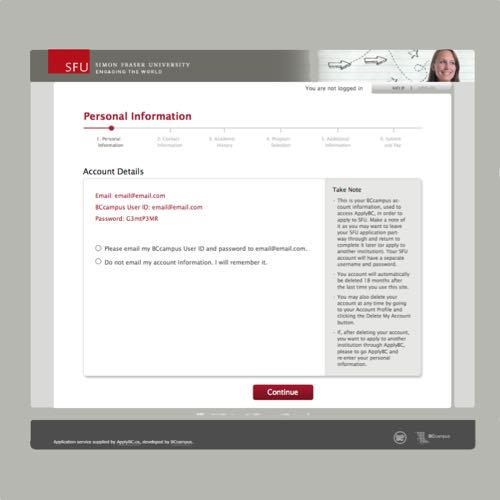 SFU
SIMON FRASER UNIVERSITY
ENGAGING THE WORLD
You are not logged in
HELP |
Personal Information
1. Personal Information
2. Contact Information
3. Academic History
4. Program Selection
5. Additional Information
6. Submit and Pay
Account Details
Email: email@email.com
BCcampus User ID: email@email.com
Password: G3mtP3MR
Please email my BCcampus User ID and password to email@email.com.
Do not email my account information. I will remember it.
Take Note
- This is your BCcampus ac-
count information, used to
access ApplyBC, in order to
apply to SFU. Make a note
of it as you may want to leave
your SFU application part
way through and return to
complete it later (or apply to
another institution). Your SFU
account will have a separate
username and password.
- You account will automatically
be deleted 18 months after
the last time you use this site.
- You may also delete your
account at any time by going
to your Account Profile and
clicking the Delete My Account
button.
- If, after deleting your account,
you want to apply to another
institution through ApplyBC,
please to go ApplyBC and
re-enter your personal
information.
Continue
Application service supplied by ApplyBC.ca, developed by BCcampus.
BCcampus